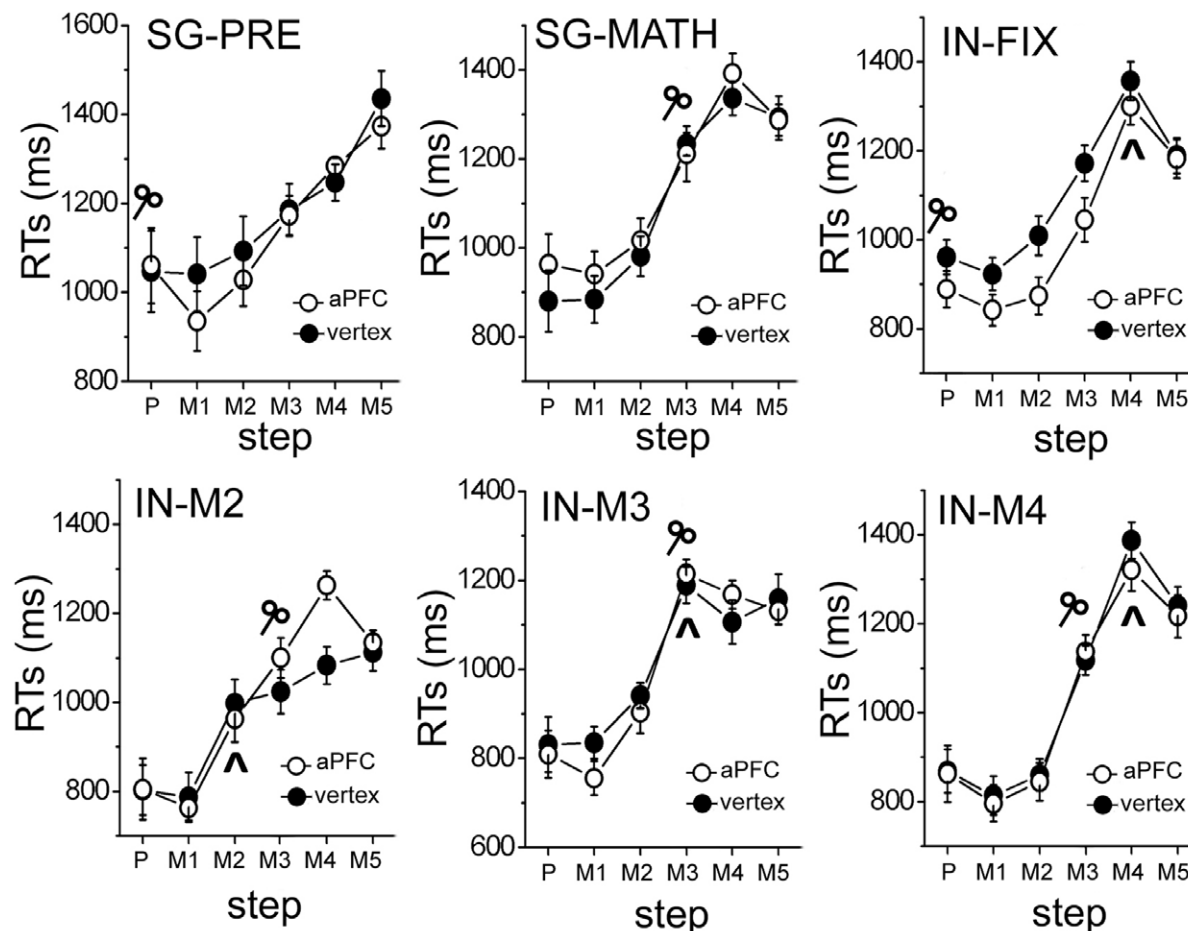 SG-PRE
1600
1400
1200
1000
800
RTs (ms)
aPFC
vertex
P M1 M2 M3 M4 M5
step
SG-MATH
1400
1200
1000
800
RTs (ms)
aPFC
vertex
P M1 M2 M3 M4 M5
step
IN-FIX
1400
1200
1000
800
RTs (ms)
^
aPFC
vertex
P M1 M2 M3 M4 M5
step
IN-M2
1400
1200
1000
800
RTs (ms)
^
aPFC
vertex
P M1 M2 M3 M4 M5
step
IN-M3
1400
1200
1000
800
600
RTs (ms)
^
aPFC
vertex
P M1 M2 M3 M4 M5
step
IN-M4
1400
1200
1000
800
RTs (ms)
^
aPFC
vertex
P M1 M2 M3 M4 M5
step